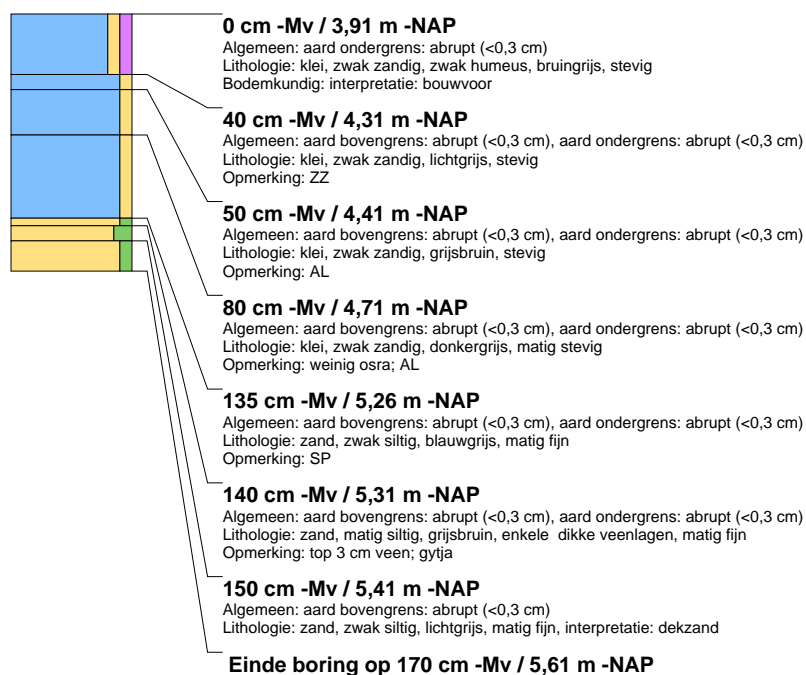 0 cm -Mv / 3,91 m -NAP
Algemeen: aard ondergrens: abrupt (<0,3 cm)
Lithologie: klei, zwak zandig, zwak humeus, bruingrijs, stevig
Bodemkundig: interpretatie: bouwvoor
40 cm -Mv / 4,31 m -NAP
Algemeen: aard bovengrens: abrupt (<0,3 cm), aard ondergrens: abrupt (<0,3 cm)
Lithologie: klei, zwak zandig, lichtgrijs, stevig
Opmerking: ZZ
50 cm -Mv / 4,41 m -NAP
Algemeen: aard bovengrens: abrupt (<0,3 cm), aard ondergrens: abrupt (<0,3 cm)
Lithologie: klei, zwak zandig, grijsbruin, stevig
Opmerking: AL
80 cm -Mv / 4,71 m -NAP
Algemeen: aard bovengrens: abrupt (<0,3 cm), aard ondergrens: abrupt (<0,3 cm)
Lithologie: klei, zwak zandig, donkergrijs, matig stevig
Opmerking: weinig osra; AL
135 cm -Mv / 5,26 m -NAP
Algemeen: aard bovengrens: abrupt (<0,3 cm), aard ondergrens: abrupt (<0,3 cm)
Lithologie: zand, zwak siltig, blauwgrijs, matig fijn
Opmerking: SP
140 cm -Mv / 5,31 m -NAP
Algemeen: aard bovengrens: abrupt (<0,3 cm), aard ondergrens: abrupt (<0,3 cm)
Lithologie: zand, matig siltig, grijsbruin, enkele dikke veenlagen, matig fijn
Opmerking: top 3 cm veen; gytja
150 cm -Mv / 5,41 m -NAP
Algemeen: aard bovengrens: abrupt (<0,3 cm)
Lithologie: zand, zwak siltig, lichtgrijs, matig fijn, interpretatie: dekzand
Einde boring op 170 cm -Mv / 5,61 m -NAP